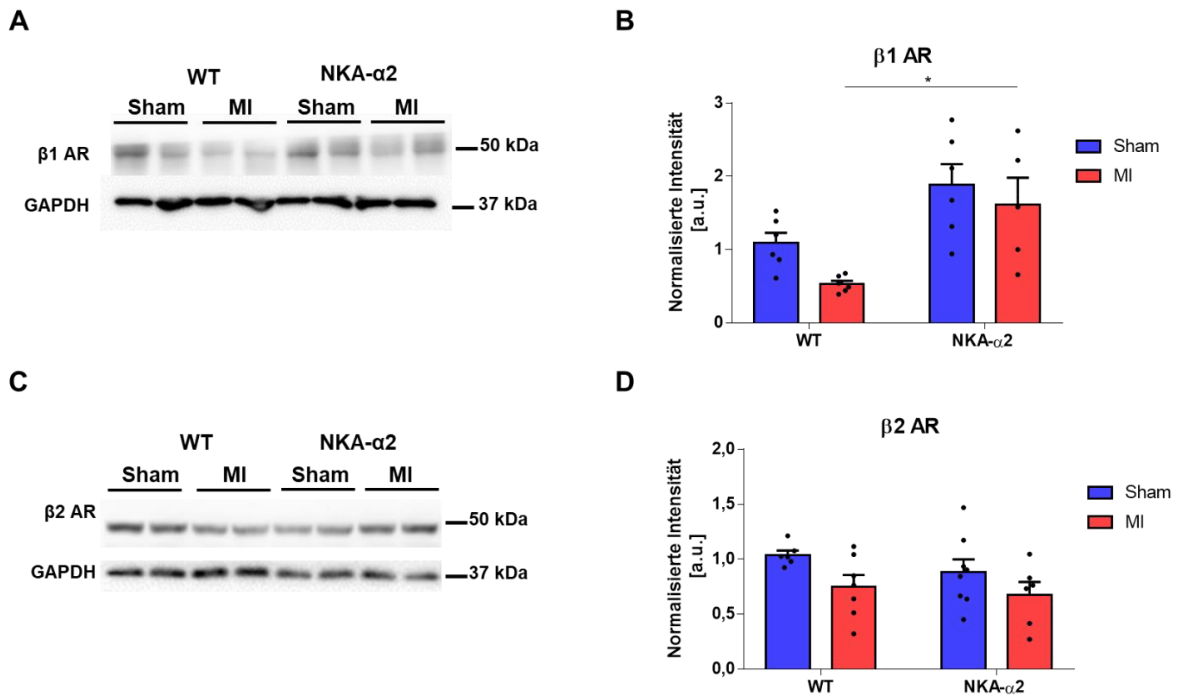 A
WT
NKA-α2
Sham
MI
Sham
MI
β1 AR
50 kDa
GAPDH
37 kDa
B
β1 AR
*
Normalisierte Intensität
[a.u.]
3
2
1
0
WT
NKA-α2
Sham
MI
C
WT
NKA-α2
Sham
MI
Sham
MI
β2 AR
50 kDa
GAPDH
37 kDa
D
β2 AR
Normalisierte Intensität
[a.u.]
2,0
1,5
1,0
0,5
0,0
WT
NKA-α2
Sham
MI